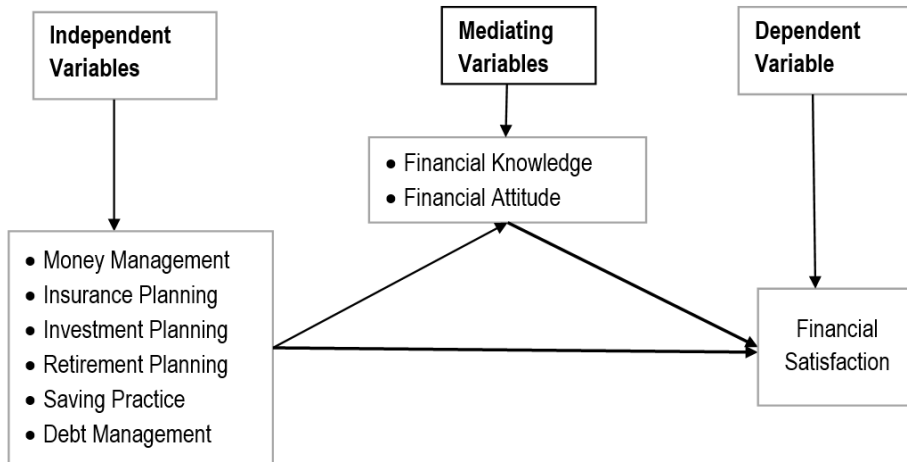 Independent
Variables
Mediating
Variables
Dependent
Variable
• Financial Knowledge
• Financial Attitude
• Money Management
• Insurance Planning
• Investment Planning
• Retirement Planning
• Saving Practice
• Debt Management
Financial
Satisfaction